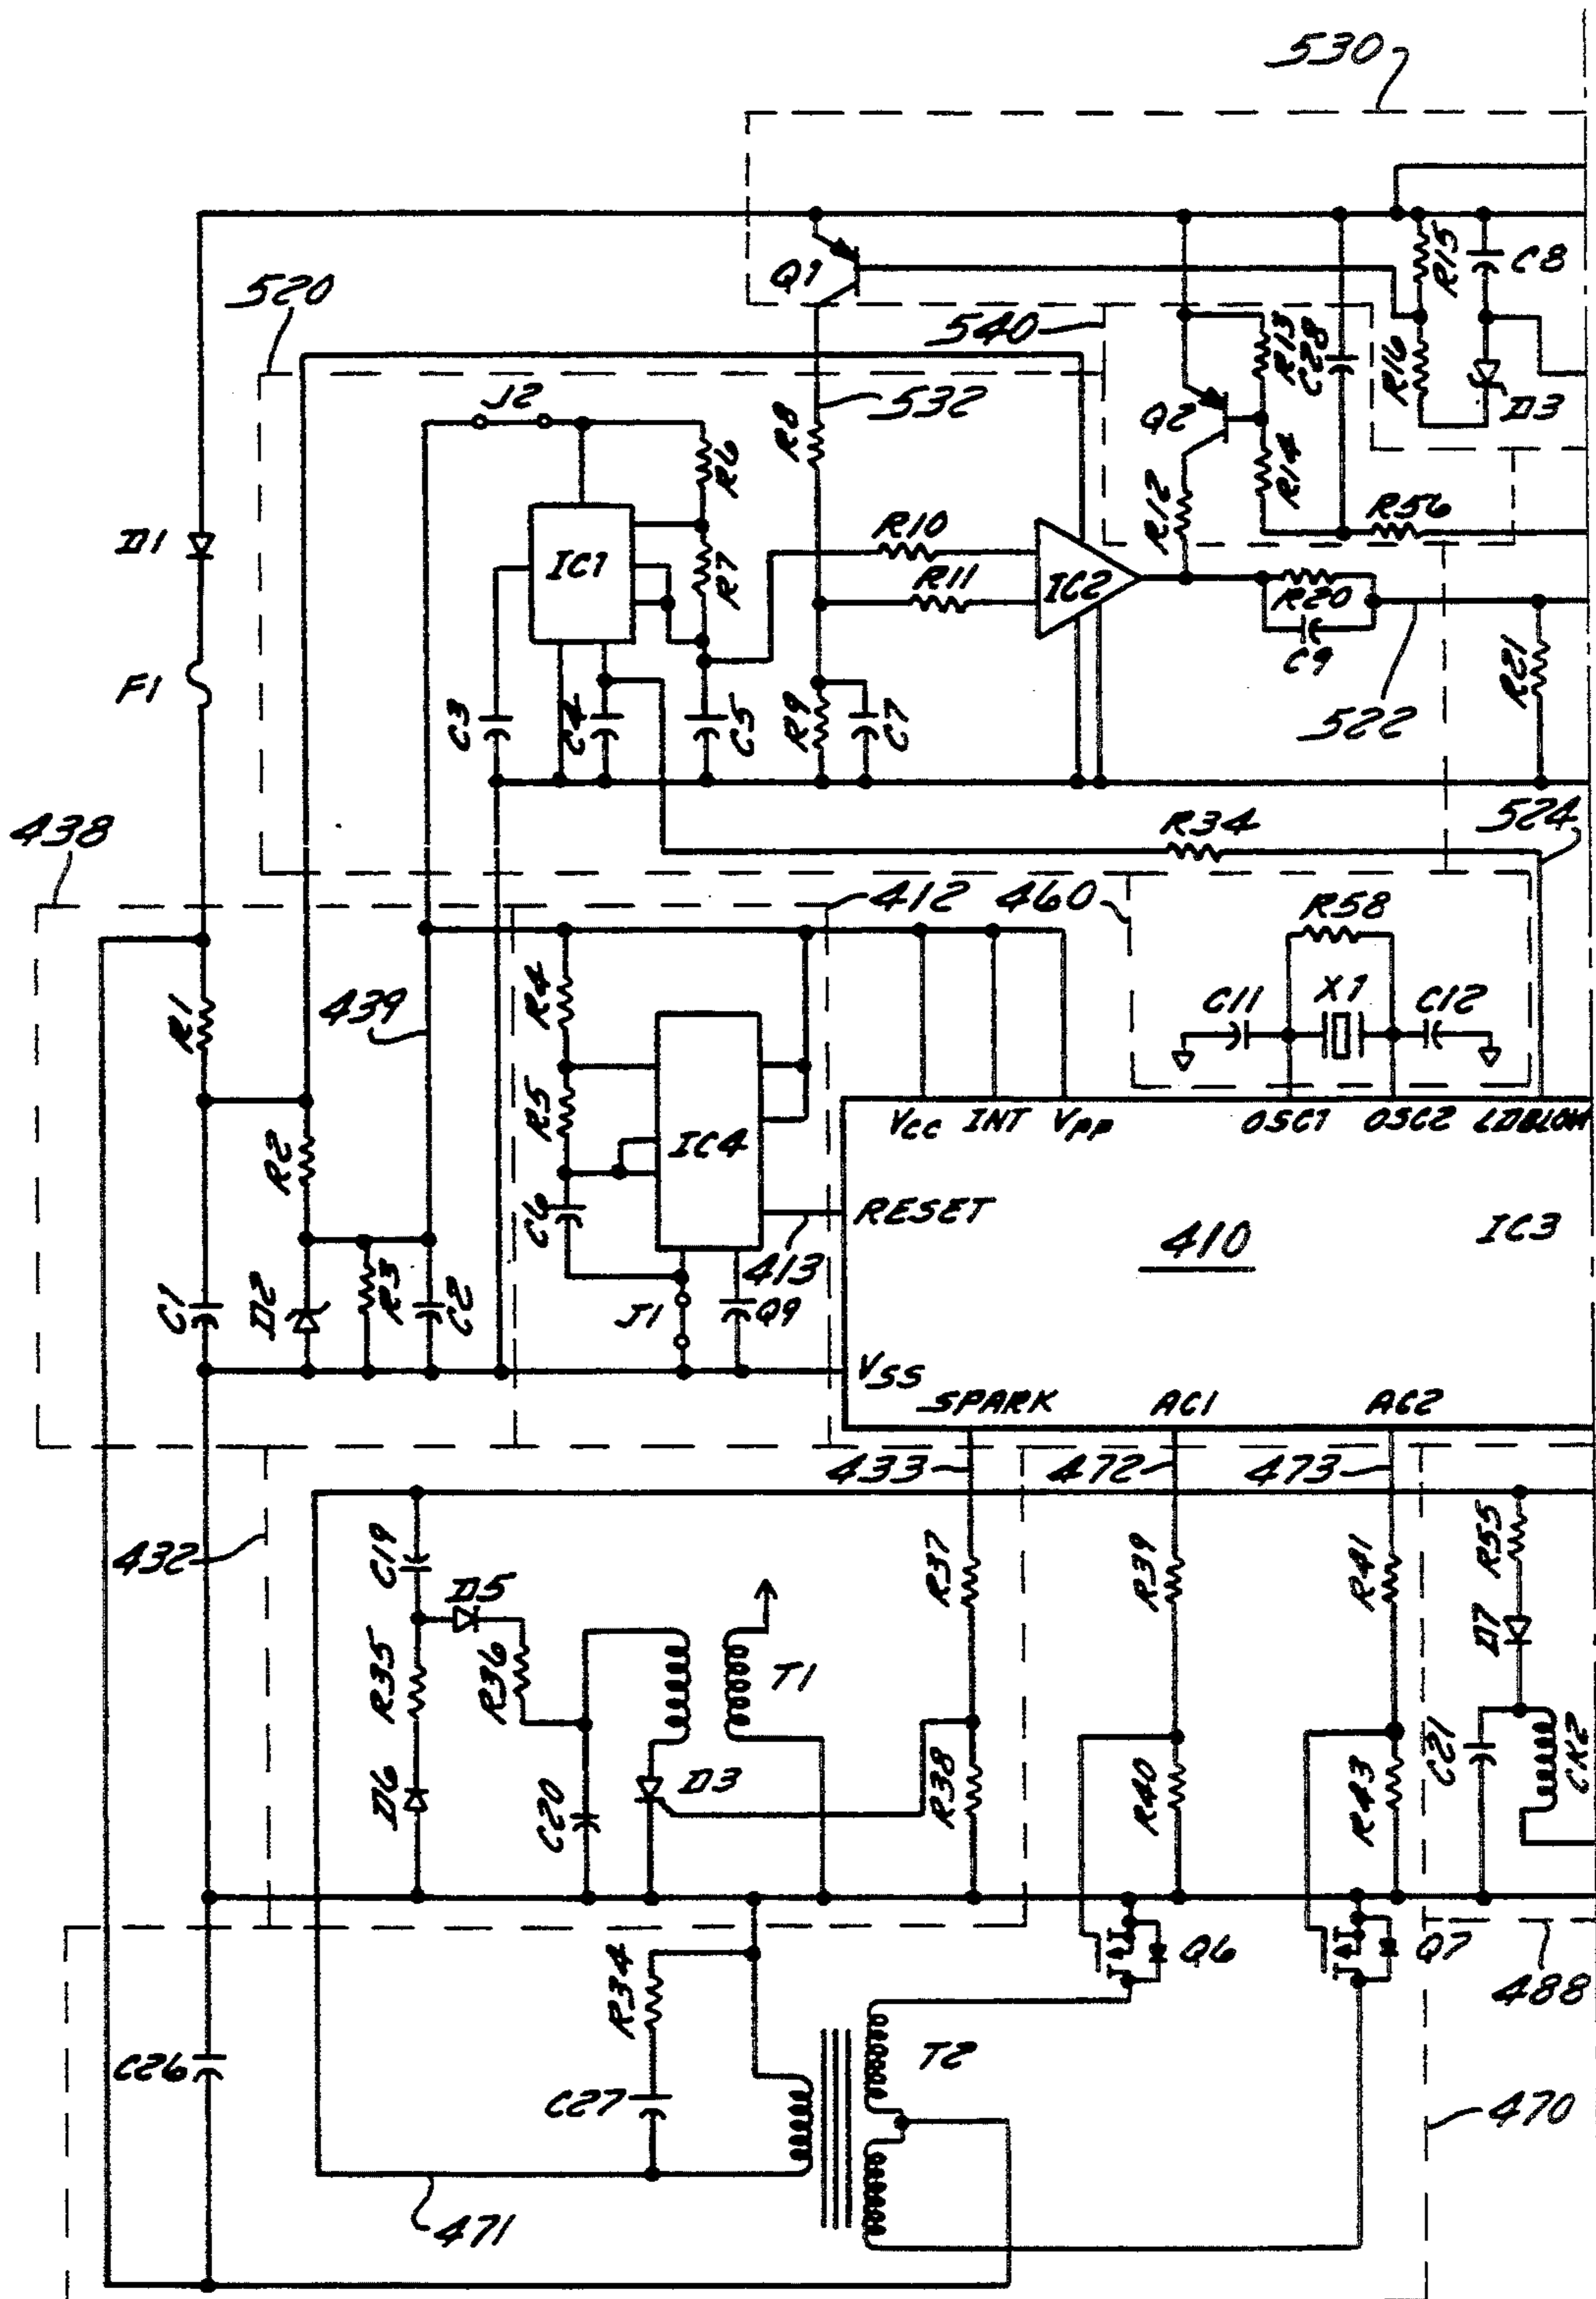 530
520
Q1
R15
C8
540
J2
532
R8
Q2
R13
C28
R16
D3
R6
R14
R12
R56
D1
IC1
R7
R10
R11
IC2
R20
C9
F1
C3
C4
C5
R9
C7
522
R21
438
R34
524
412
460
R58
R1
439
R4
C11
X1
C12
R5
IC4
R2
C6
VCC INT VPP OSC1 OSC2 LDBLOW
RESET
410
IC3
413
C1
D2
R3
C2
J1
Q9
VSS
SPARK AC1 AC2
433
472
473
432
C19
D5
R37
R39
R41
R55
R35
R36
T1
D7
D6
C20
D3
R38
R40
R43
C21
CK2
Q6
Q7
488
R34
C26
C27
T2
470
471